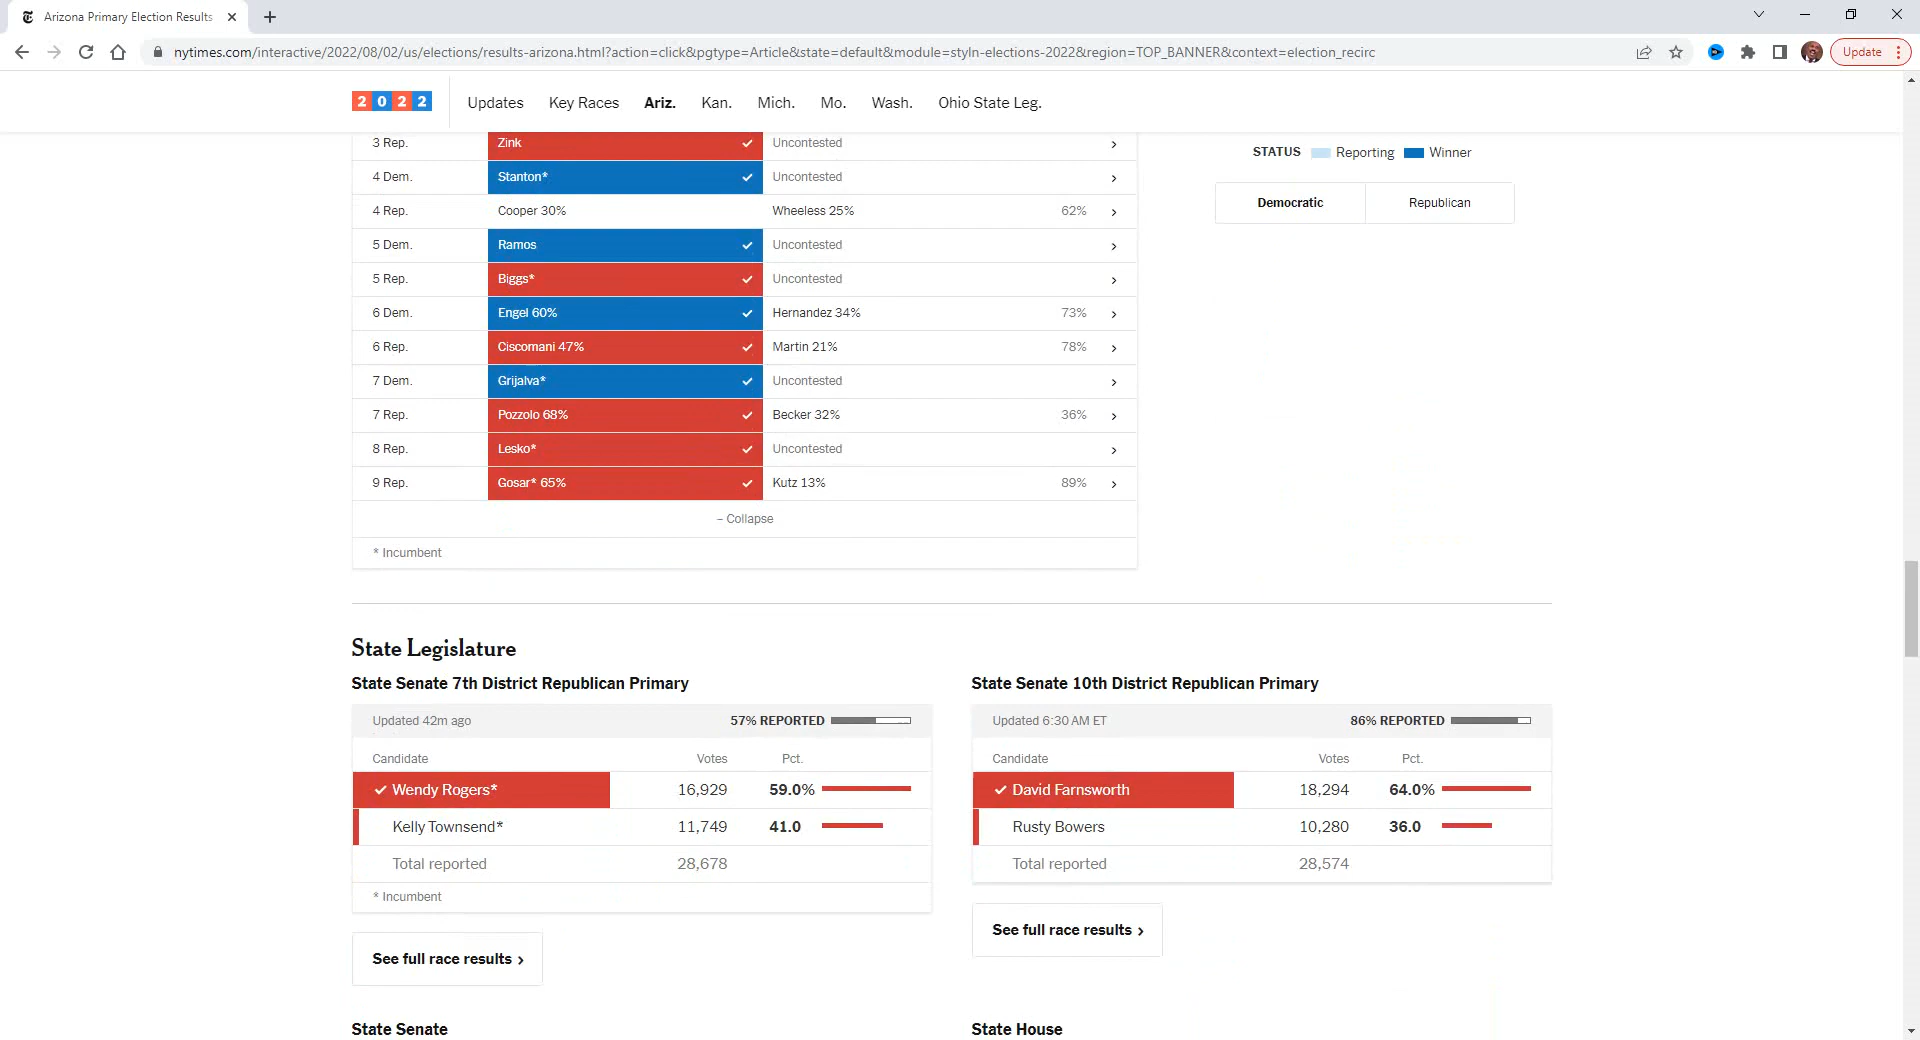 Arizona Primary Election Results
nytimes.com/interactive/2022/08/02/us/elections/results-arizona.html?action=click&pgtype=Article&state=default&module=styln-elections-2022&region=TOP_BANNER&context=election_recirc
Update
2022 Updates Key Races Ariz. Kan. Mich. Mo. Wash. Ohio State Leg.
3 Rep. Zink Uncontested
4 Dem. Stanton* Uncontested
4 Rep. Cooper 30% Wheeless 25% 62%
5 Dem. Ramos Uncontested
5 Rep. Biggs* Uncontested
6 Dem. Engel 60% Hernandez 34% 73%
6 Rep. Ciscomani 47% Martin 21% 78%
7 Dem. Grijalva* Uncontested
7 Rep. Pozzolo 68% Becker 32% 36%
8 Rep. Lesko* Uncontested
9 Rep. Gosar* 65% Kutz 13% 89%
– Collapse
* Incumbent
STATUS Reporting Winner
Democratic Republican
State Legislature
State Senate 7th District Republican Primary
Updated 42m ago 57% REPORTED
Candidate Votes Pct.
Wendy Rogers* 16,929 59.0%
Kelly Townsend* 11,749 41.0
Total reported 28,678
* Incumbent
See full race results ›
State Senate 10th District Republican Primary
Updated 6:30 AM ET 86% REPORTED
Candidate Votes Pct.
David Farnsworth 18,294 64.0%
Rusty Bowers 10,280 36.0
Total reported 28,574
See full race results ›
State Senate
State House